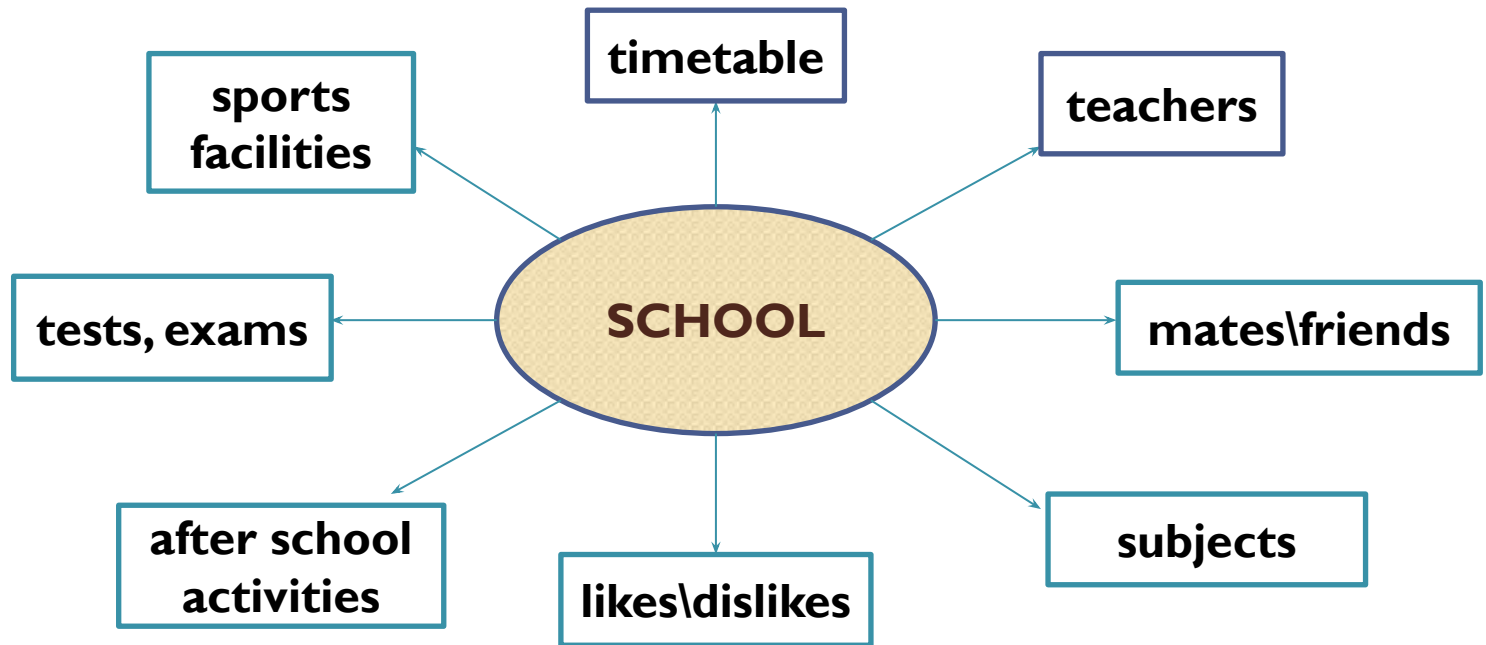 timetable
sports
facilities
teachers
tests, exams
SCHOOL
mates\friends
after school
activities
likes\dislikes
subjects